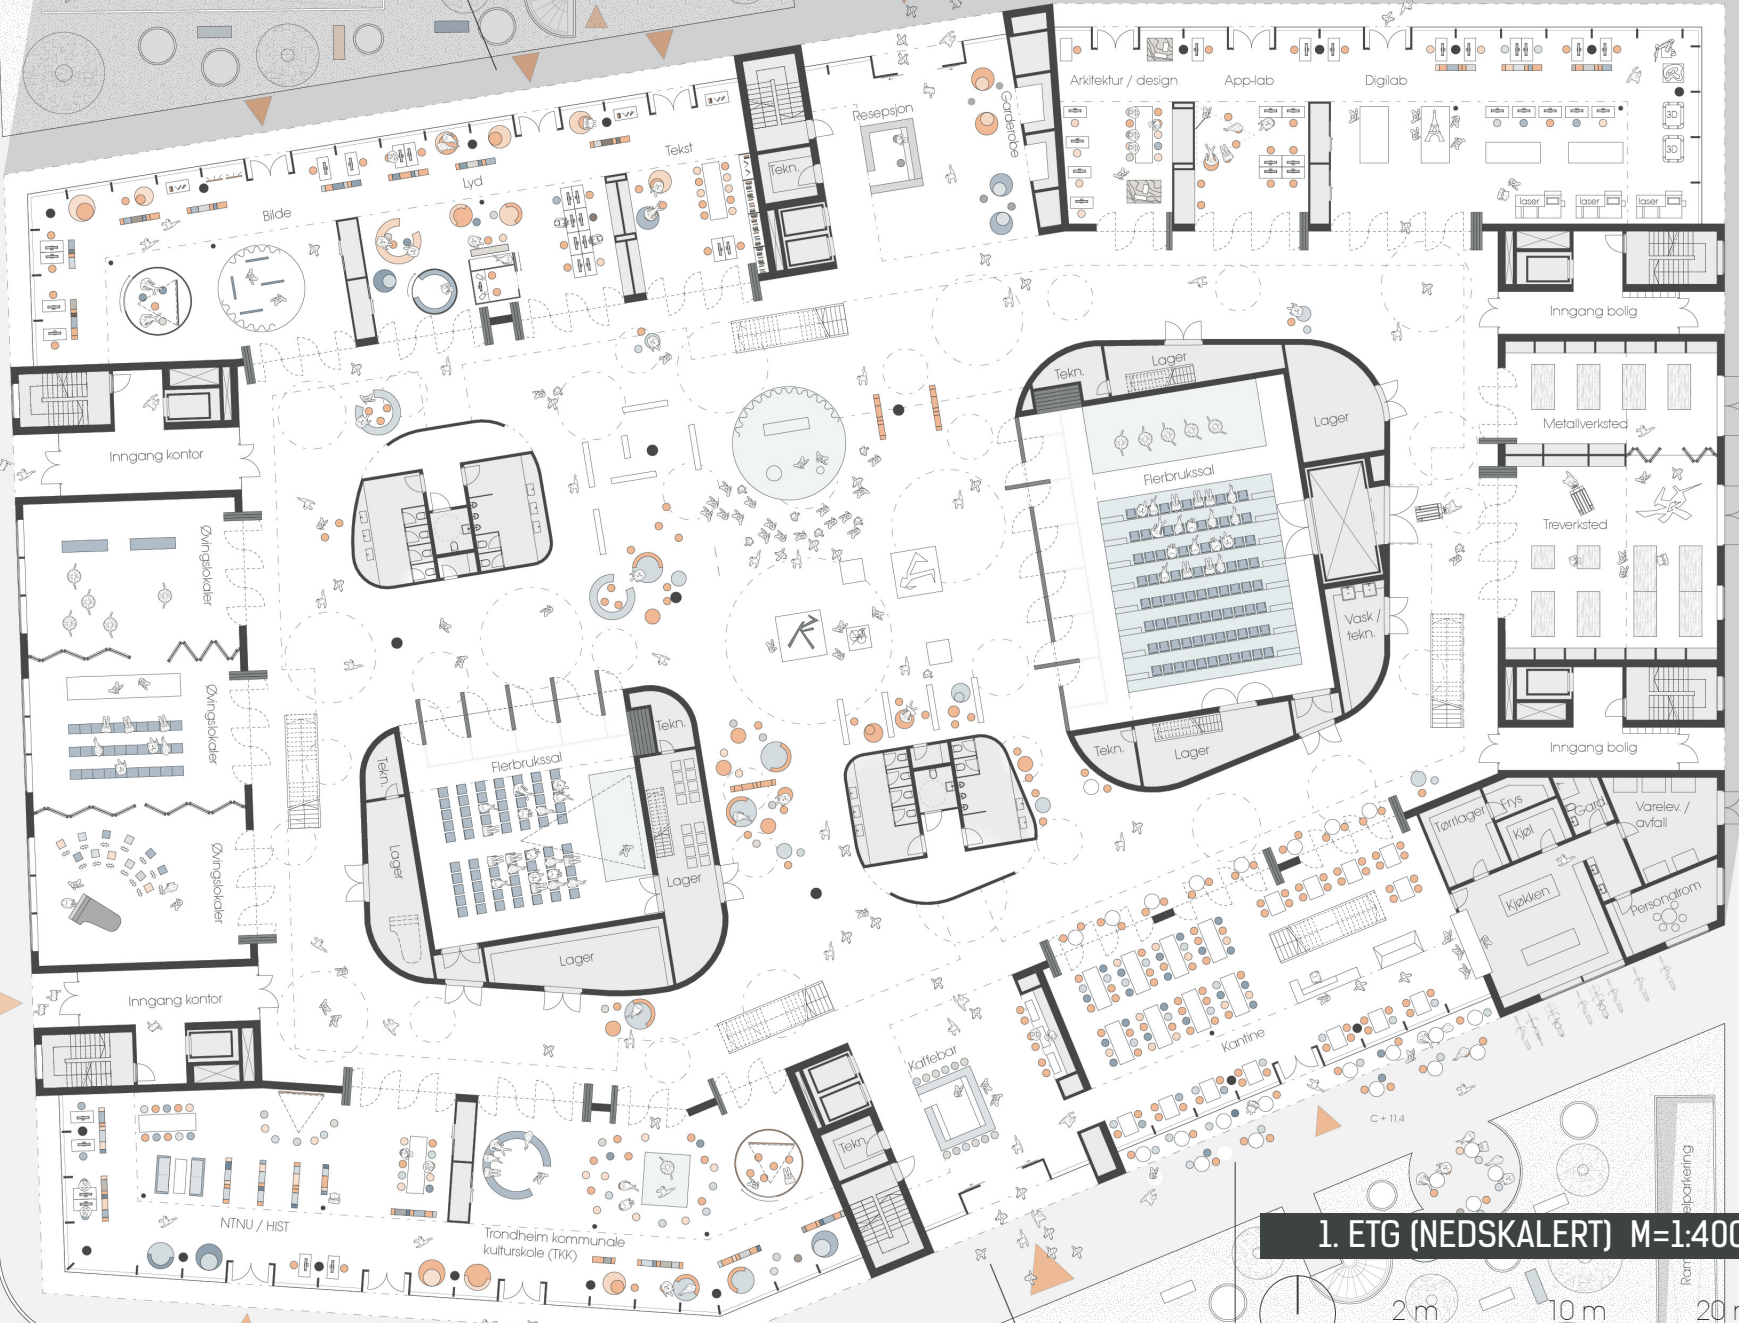 Arkitektur / design
App-lab
Digilab
Resepsjon
Garderobe
Tekst
Tekn.
Lyd
Bilde
3D
3D
laser
laser
laser
Inngang bolig
Lager
Tekn.
Lager
Metallverksted
Inngang kontor
Flerbrukssal
Treverksted
Øvingslokaler
Vask /
tekn.
Øvingslokaler
Tekn.
Lager
Tekn.
Inngang bolig
Flerbrukssal
Tekn.
Tørrlager
Frys
Kjøl
Gard.
Varelev. /
avfall
Øvingslokaler
Lager
Lager
Kjøkken
Personalrom
Lager
Inngang kontor
Kantine
Kaffebar
Tekn.
C + 11.4
NTNU / HIST
Trondheim kommunale
kulturskole (TKK)
1. ETG (NEDSKALERT) M=1:400
2 m
10 m